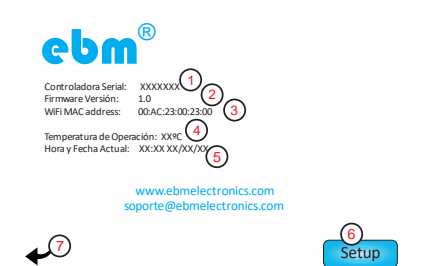 ebm®
Controladora Serial: XXXXXXX 1
Firmware Versión: 1.0 2
WiFi MAC address: 00:AC:23:00:23:00 3
Temperatura de Operación: XXºC 4
Hora y Fecha Actual: XX:XX XX/XX/XX 5
www.ebmelectronics.com
soporte@ebmelectronics.com
6
7
Setup